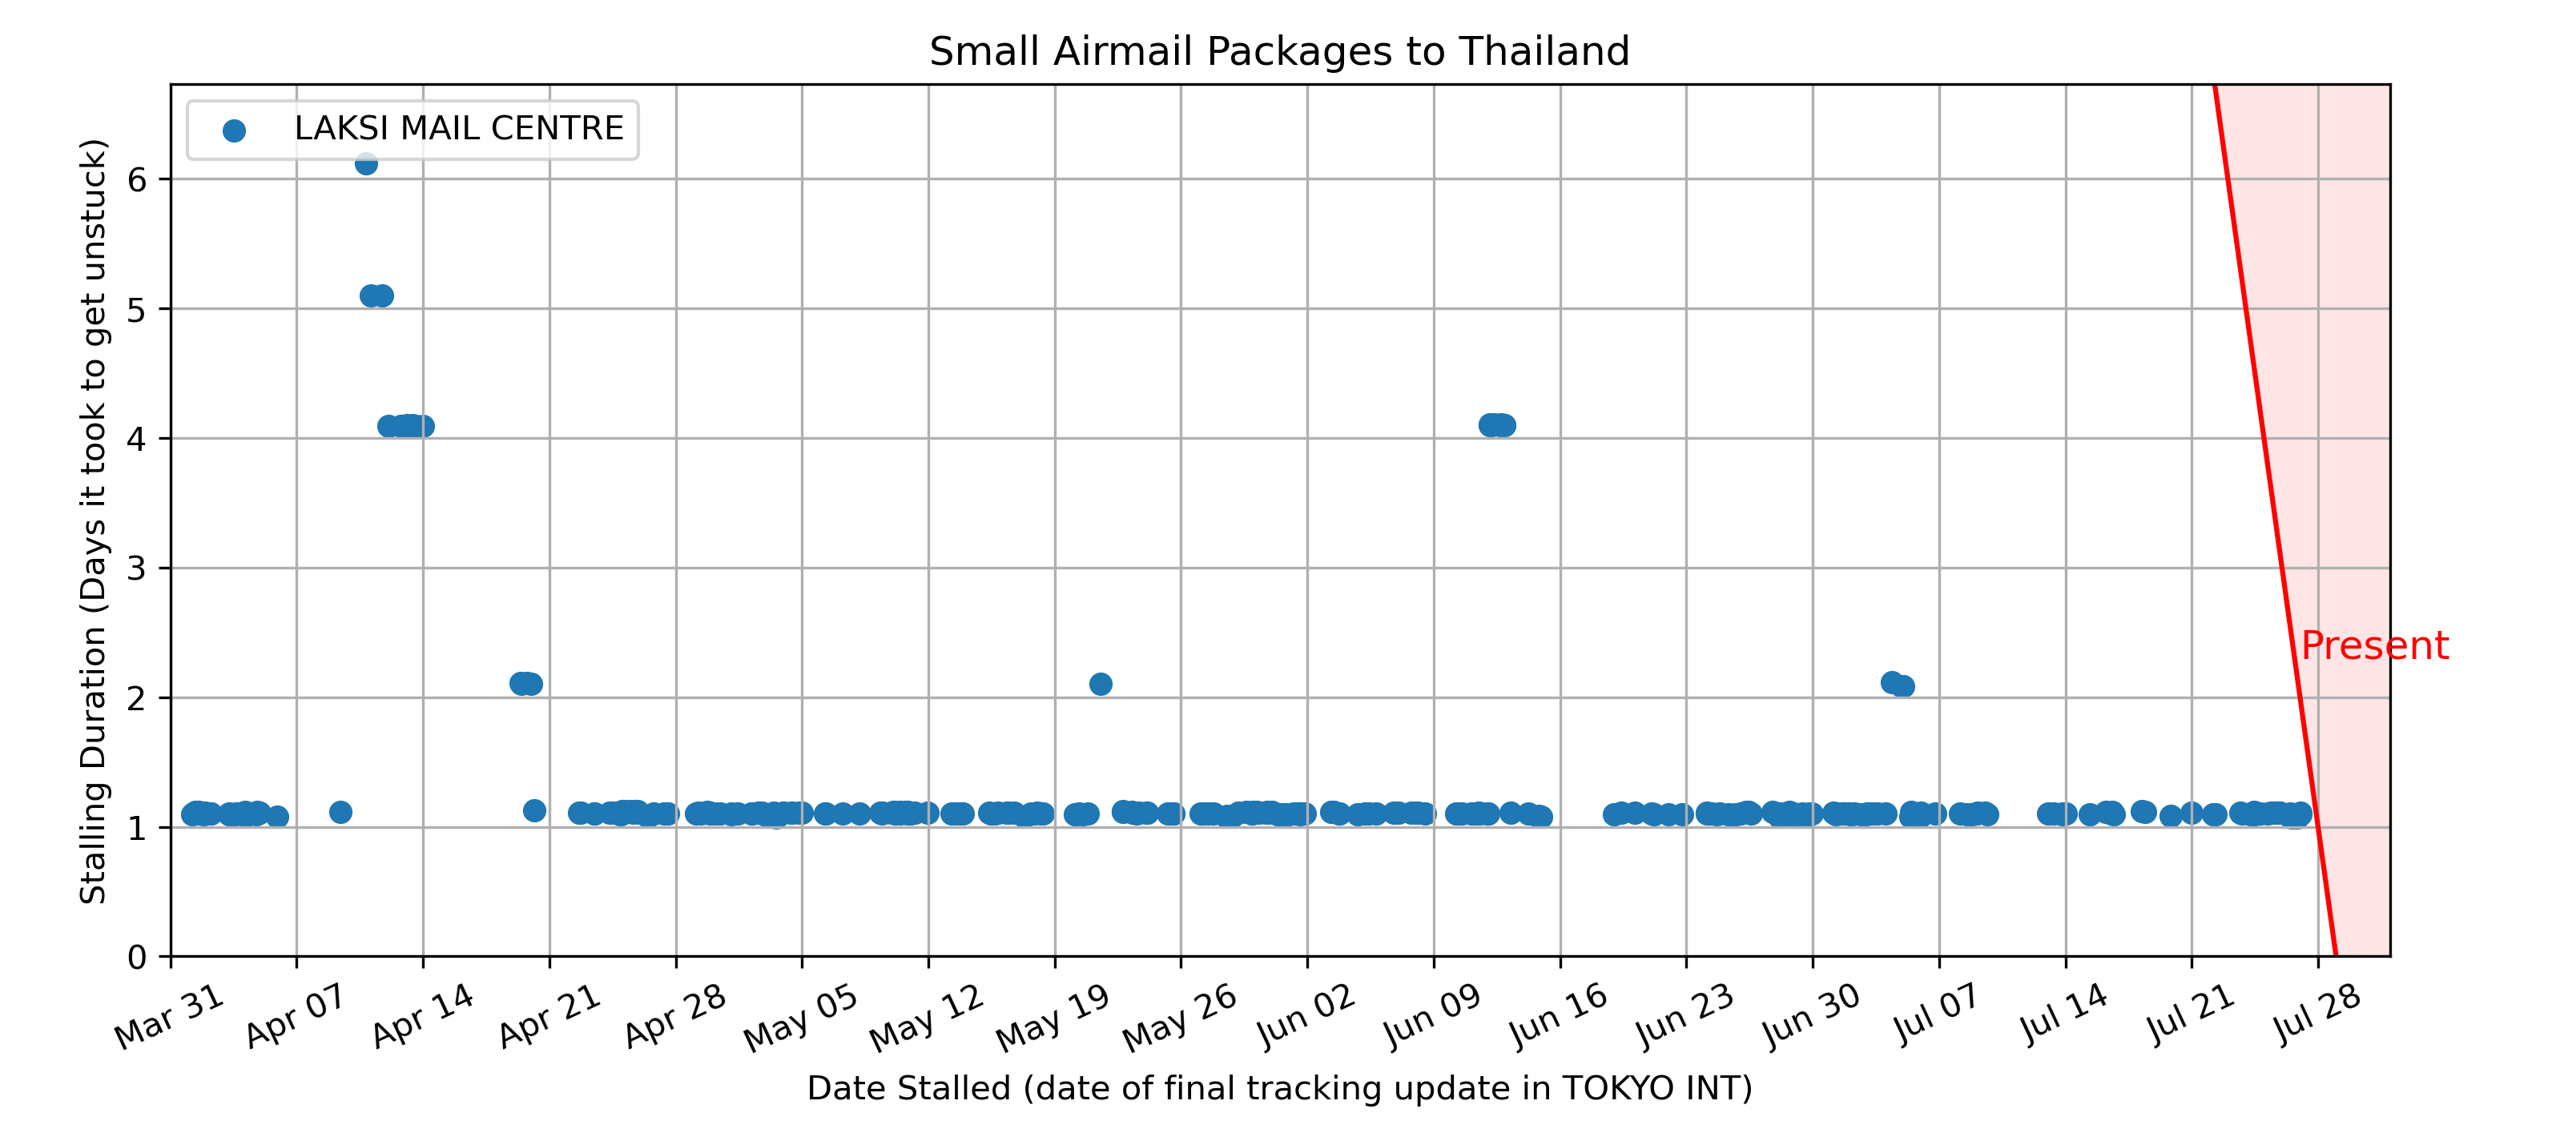 Small Airmail Packages to Thailand
LAKSI MAIL CENTRE
Stalling Duration (Days it took to get unstuck)
6
5
4
3
2
1
0
Present
Mar 31
Apr 07
Apr 14
Apr 21
Apr 28
May 05
May 12
May 19
May 26
Jun 02
Jun 09
Jun 16
Jun 23
Jun 30
Jul 07
Jul 14
Jul 21
Jul 28
Date Stalled (date of final tracking update in TOKYO INT)